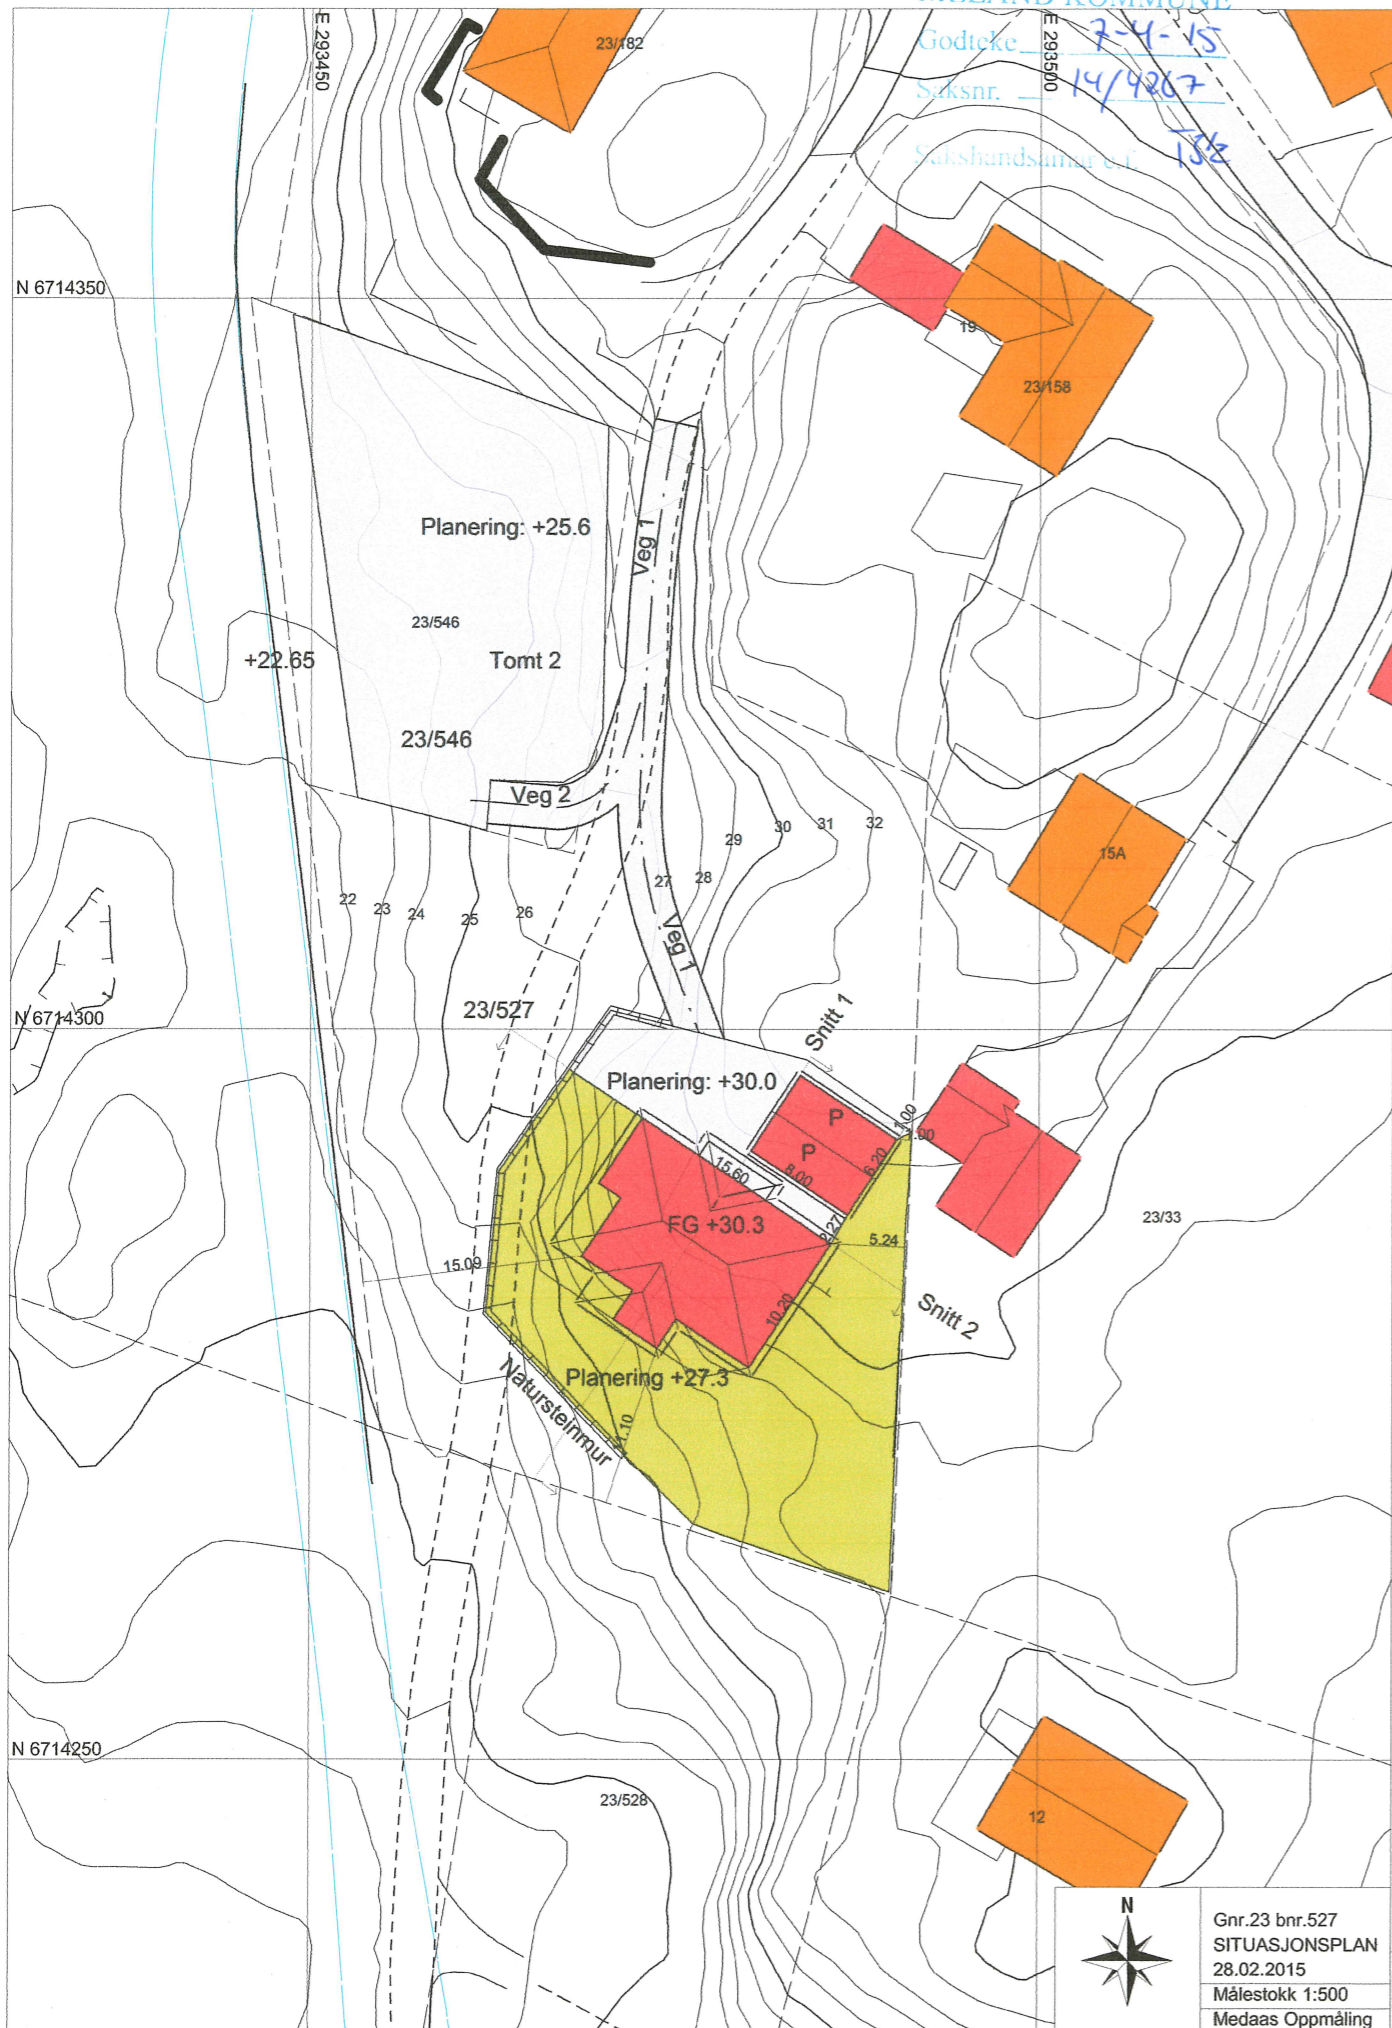 KOMMUNE
Godteke 7-4-15
Saksnr. 14/4267
Sakshandsamar e.f.
E 293450
E 293500
23/182
N 6714350
19
23/158
Planering: +25.6
Veg 1
23/546
+22.65
Tomt 2
23/546
Veg 2
29
30
31
32
15A
27
28
22
23
24
25
26
Veg 1
23/527
N 6714300
Snitt 1
Planering: +30.0
P
P
1.00
1.00
15.60
8.00
6.20
FG +30.3
2.27
5.24
23/33
15.09
10.20
Snitt 2
Planering +27.3
Natursteinmur
N 6714250
23/528
12
N
Gnr.23 bnr.527
SITUASJONSPLAN
28.02.2015
Målestokk 1:500
Medaas Oppmåling